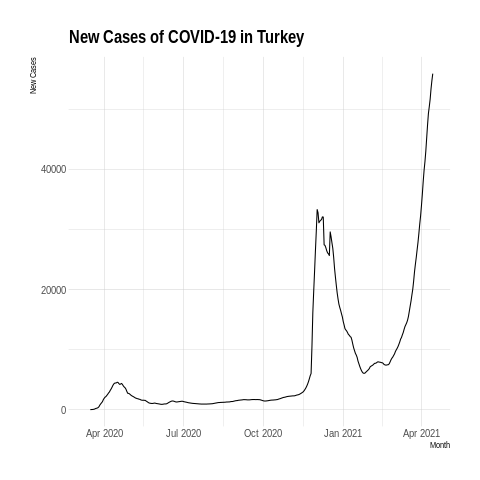 New Cases of COVID-19 in Turkey
New Cases
40000
20000
0
Apr 2020 Jul 2020 Oct 2020 Jan 2021 Apr 2021
Month